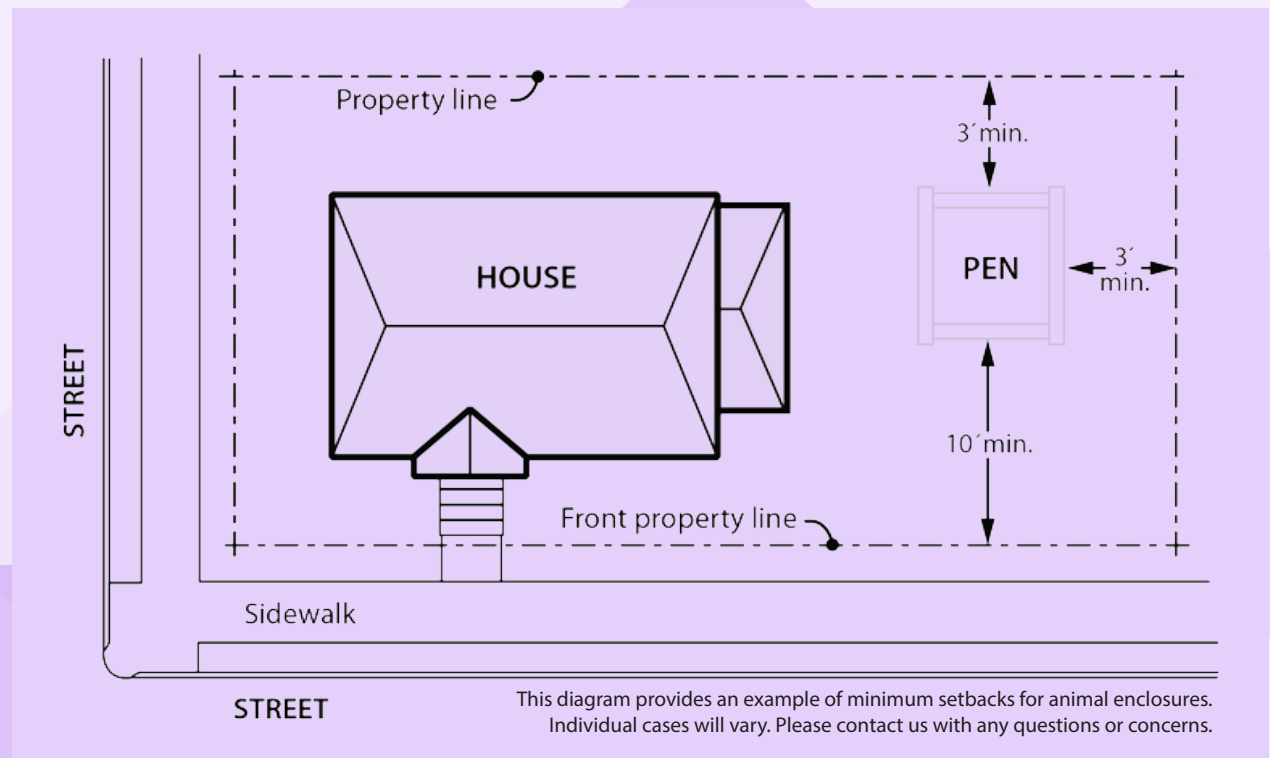 Property line
3´min.
HOUSE
PEN
3´
min.
STREET
10´min.
Front property line
Sidewalk
STREET
This diagram provides an example of minimum setbacks for animal enclosures.
Individual cases will vary. Please contact us with any questions or concerns.